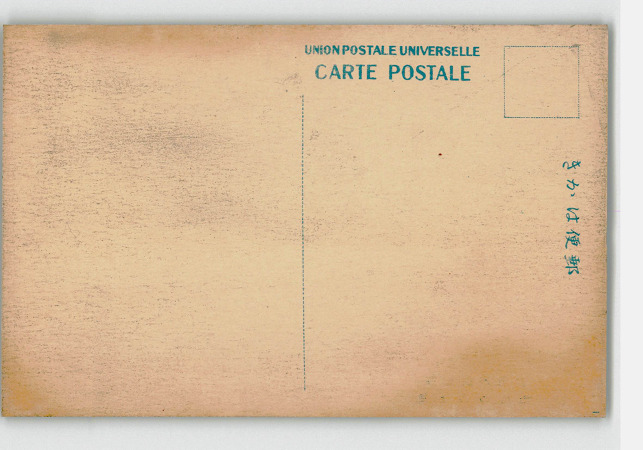 UNION POSTALE UNIVERSELLE
CARTE POSTALE
きかは便郵